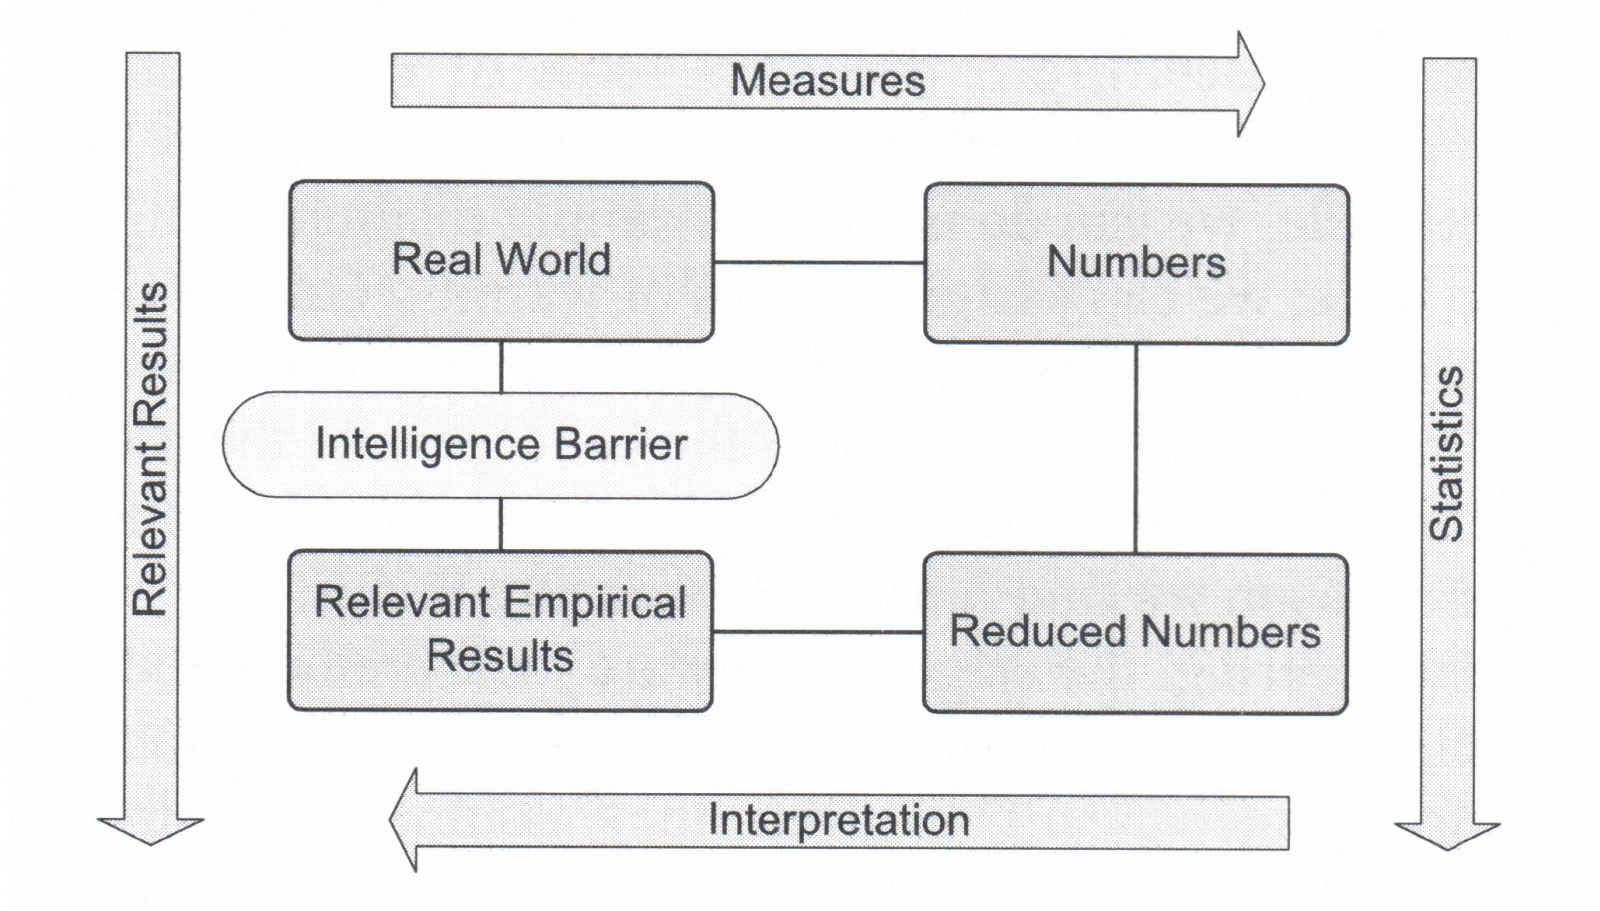 Measures
Real World
Numbers
Relevant Results
Intelligence Barrier
Statistics
Relevant Empirical
Results
Reduced Numbers
Interpretation